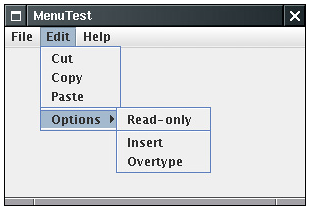 MenuTest
File Edit Help
Cut
Copy
Paste
Options Read-only
Insert
Overtype